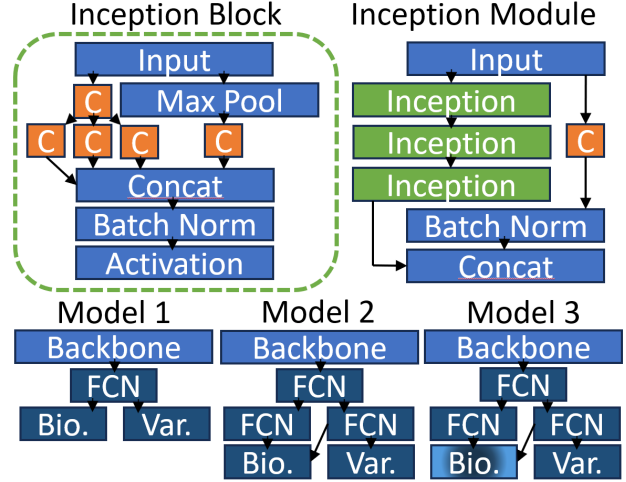 Inception Block
Input
C
Max Pool
C
C
C
C
Concat
Batch Norm
Activation
Inception Module
Input
Inception
Inception
C
Inception
Batch Norm
Concat
Model 1
Backbone
FCN
Bio.
Var.
Model 2
Backbone
FCN
FCN
FCN
Bio.
Var.
Model 3
Backbone
FCN
FCN
FCN
Bio.
Var.